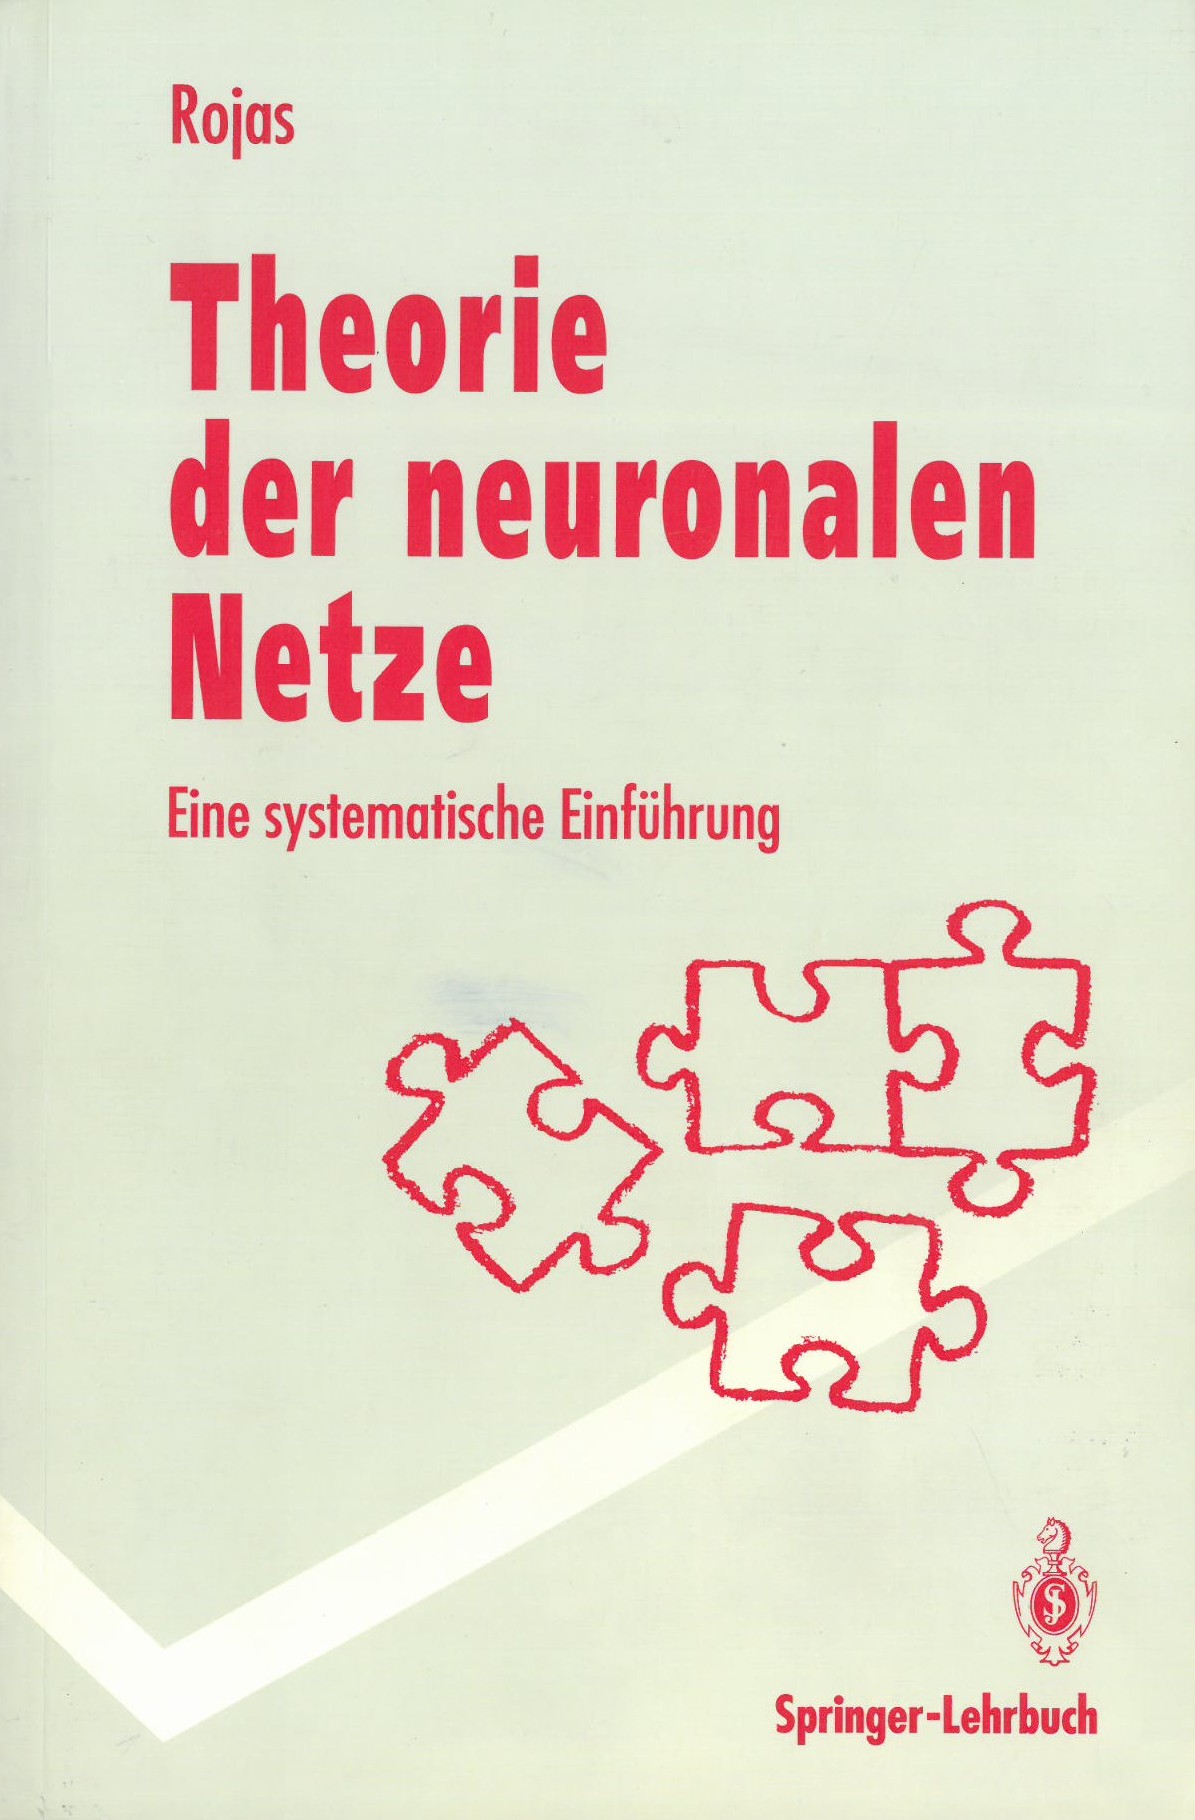 Rojas
Theorie
der neuronalen
Netze
Eine systematische Einführung
S
Springer-Lehrbuch